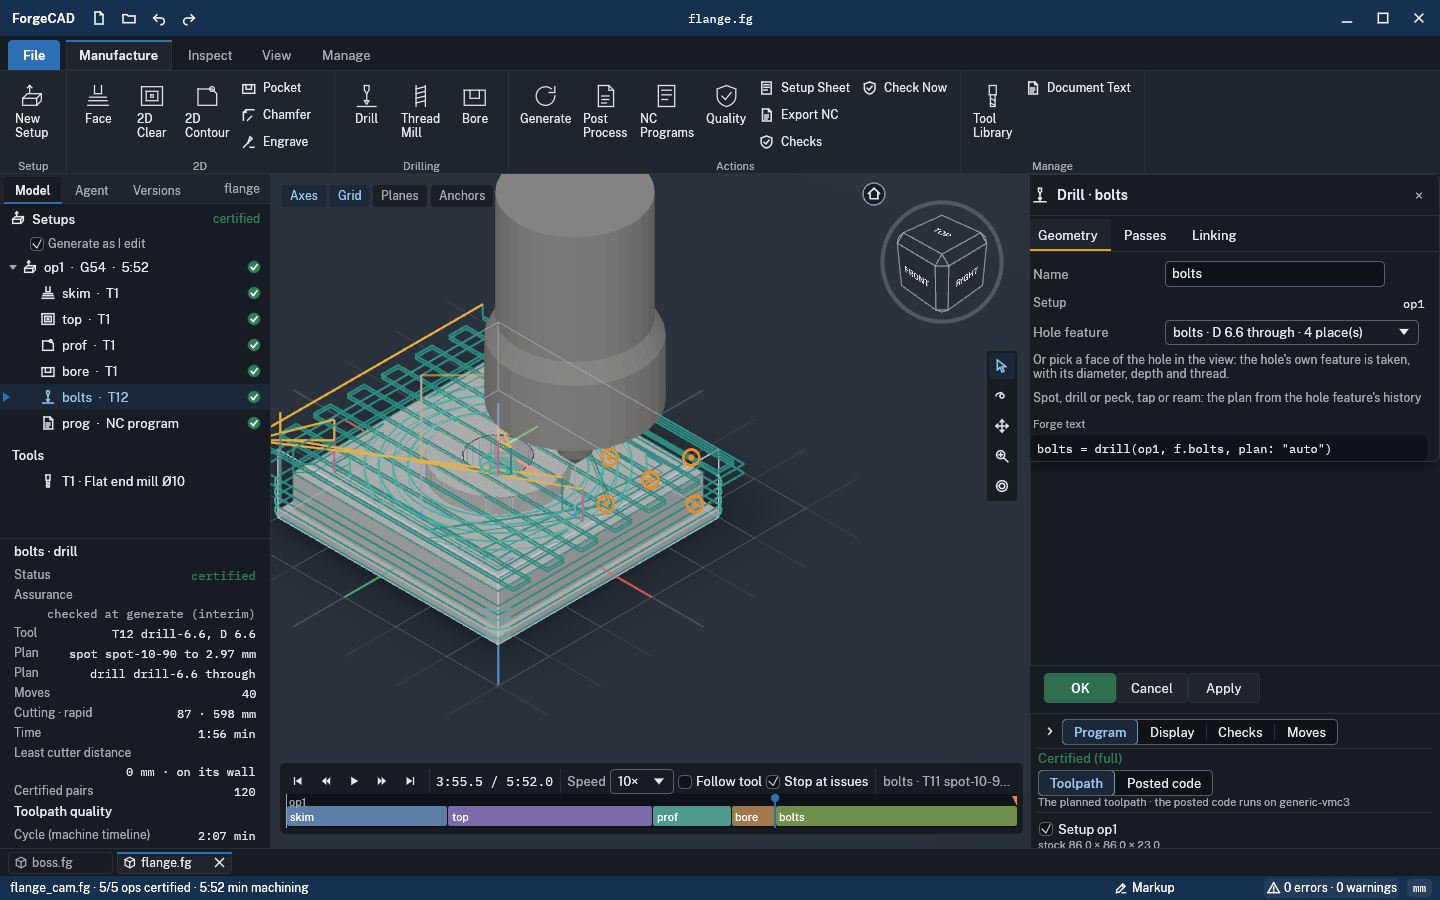 ForgeCAD
flange.fg
File
Manufacture
Inspect
View
Manage
New Setup
Setup
Face
2D Clear
2D Contour
Pocket
Chamfer
Engrave
2D
Drill
Thread Mill
Bore
Drilling
Generate
Post Process
NC Programs
Quality
Setup Sheet
Export NC
Checks
Check Now
Actions
Tool Library
Document Text
Manage
Model
Agent
Versions
flange
Setups
certified
Generate as I edit
op1 · G54 · 5:52
skim · T1
top · T1
prof · T1
bore · T1
bolts · T12
prog · NC program
Tools
T1 · Flat end mill Ø10
bolts · drill
Status certified
Assurance
checked at generate (interim)
Tool T12 drill-6.6, D 6.6
Plan spot spot-10-90 to 2.97 mm
Plan drill drill-6.6 through
Moves 40
Cutting · rapid 87 · 598 mm
Time 1:56 min
Least cutter distance
0 mm · on its wall
Certified pairs 120
Toolpath quality
Cycle (machine timeline) 2:07 min
Axes
Grid
Planes
Anchors
TOP
FRONT
RIGHT
3:55.5 / 5:52.0
Speed
10×
Follow tool
Stop at issues
bolts · T11 spot-10-9...
op1
skim
top
prof
bore
bolts
Drill · bolts
×
Geometry
Passes
Linking
Name bolts
Setup op1
Hole feature bolts · D 6.6 through · 4 place(s)
Or pick a face of the hole in the view: the hole's own feature is taken,
with its diameter, depth and thread.
Spot, drill or peck, tap or ream: the plan from the hole feature's history
Forge text
bolts = drill(op1, f.bolts, plan: "auto")
OK
Cancel
Apply
Program
Display
Checks
Moves
Certified (full)
Toolpath
Posted code
The planned toolpath · the posted code runs on generic-vmc3
Setup op1
stock 86.0 × 86.0 × 23.0
boss.fg
flange.fg
flange_cam.fg · 5/5 ops certified · 5:52 min machining
Markup
0 errors · 0 warnings
mm